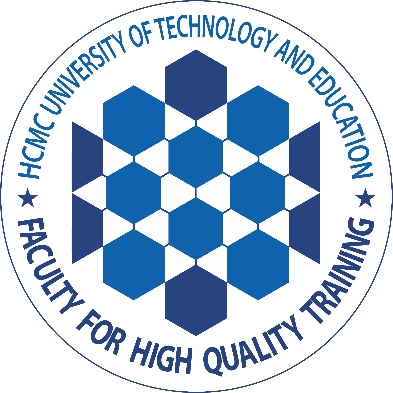 HCMC UNIVERSITY OF TECHNOLOGY AND EDUCATION
FACULTY FOR HIGH QUALITY TRAINING